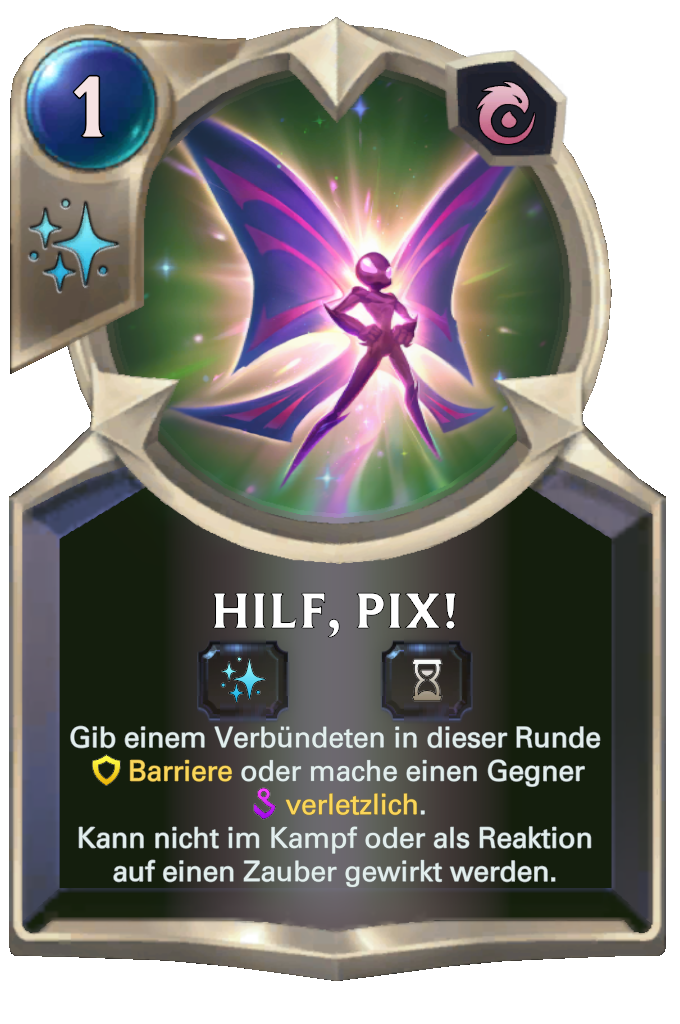 1
HILF, PIX!
Gib einem Verbündeten in dieser Runde
Barriere oder mache einen Gegner
verletzlich.
Kann nicht im Kampf oder als Reaktion
auf einen Zauber gewirkt werden.